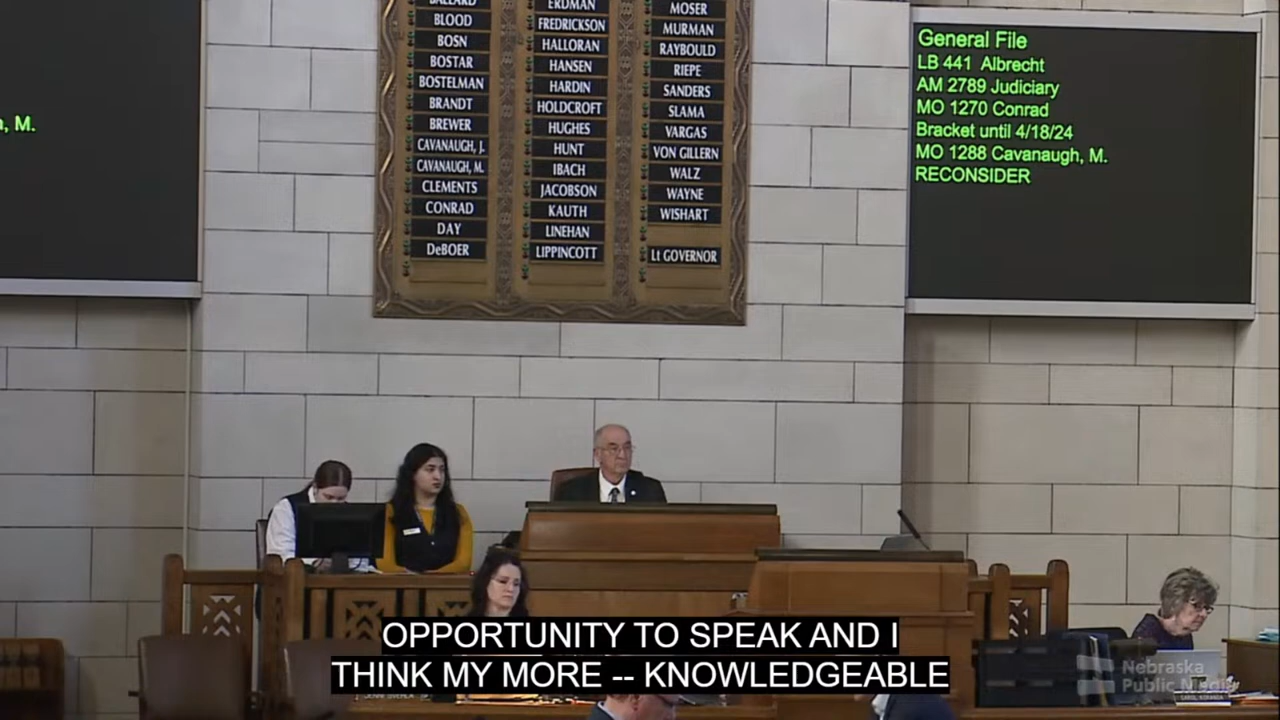 , M.
BALLARD
BLOOD
BOSN
BOSTAR
BOSTELMAN
BRANDT
BREWER
CAVANAUGH, J.
CAVANAUGH, M.
CLEMENTS
CONRAD
DAY
DeBOER
ERDMAN
FREDRICKSON
HALLORAN
HANSEN
HARDIN
HOLDCROFT
HUGHES
HUNT
IBACH
JACOBSON
KAUTH
LINEHAN
LIPPINCOTT
MOSER
MURMAN
RAYBOULD
RIEPE
SANDERS
SLAMA
VARGAS
VON GILLERN
WALZ
WAYNE
WISHART
Lt GOVERNOR
General File
LB 441 Albrecht
AM 2789 Judiciary
MO 1270 Conrad
Bracket until 4/18/24
MO 1288 Cavanaugh, M.
RECONSIDER
OPPORTUNITY TO SPEAK AND I
THINK MY MORE -- KNOWLEDGEABLE
Nebraska
Public Media